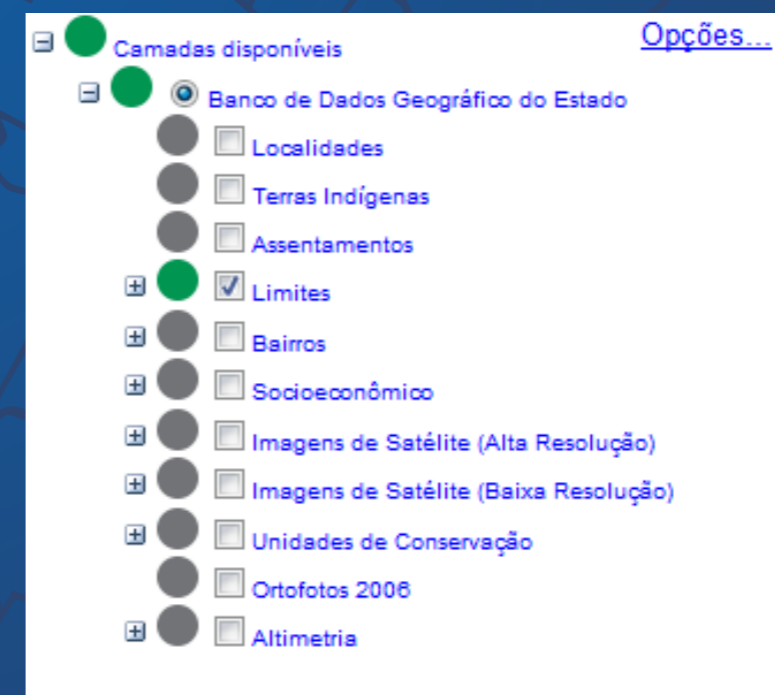 Camadas disponíveis
Opções...
Banco de Dados Geográfico do Estado
Localidades
Terras Indígenas
Assentamentos
Limites
Bairros
Socioeconômico
Imagens de Satélite (Alta Resolução)
Imagens de Satélite (Baixa Resolução)
Unidades de Conservação
Ortofotos 2006
Altimetria